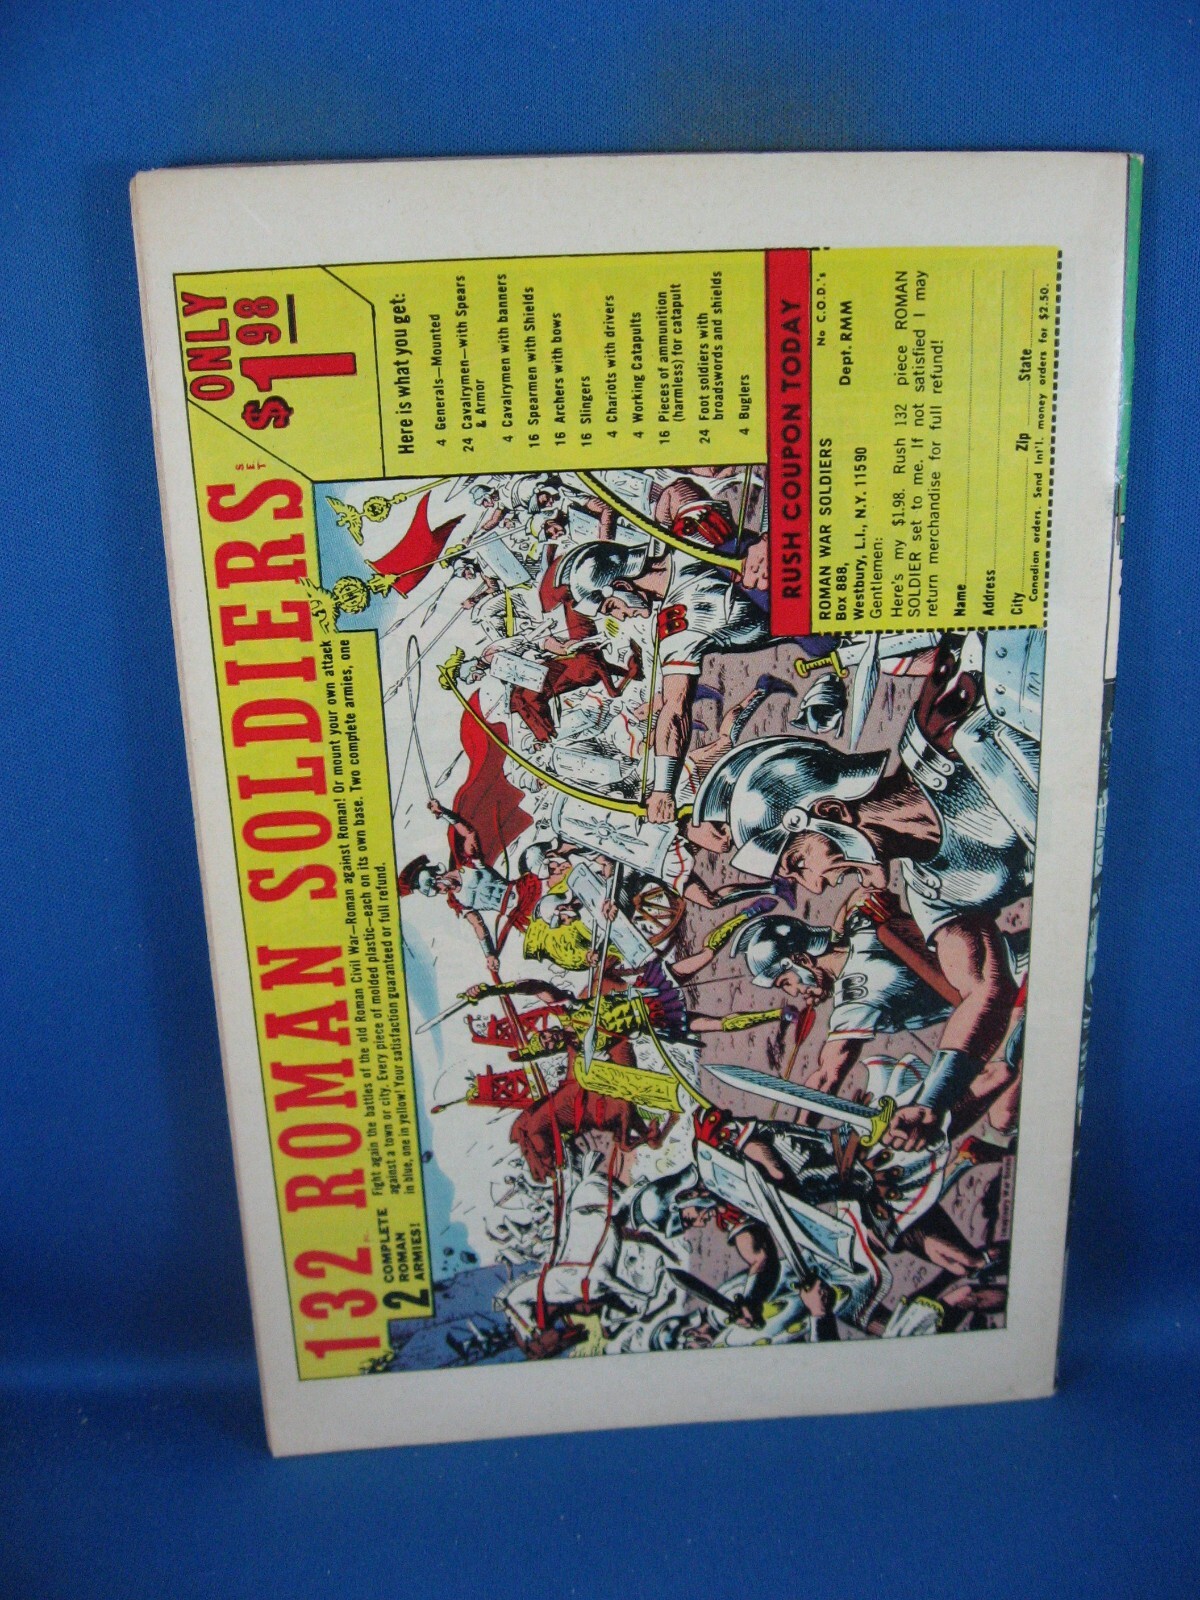 132 ROMAN SOLDIERS SET
ONLY
$1.98
2 COMPLETE
ROMAN
ARMIES!
Fight again the battles of the old Roman Civil War—Roman against Roman! Or mount your own attack
against a town or city. Every piece of molded plastic—each on its own base. Two complete armies, one
in blue, one in yellow! Your satisfaction guaranteed or full refund.
Here is what you get:
4 Generals—Mounted
24 Cavalrymen—with Spears
& Armor
4 Cavalrymen with banners
16 Spearmen with Shields
16 Archers with bows
16 Slingers
4 Chariots with drivers
4 Working Catapults
16 Pieces of ammunition
(harmless) for catapult
24 Foot soldiers with
broadswords and shields
4 Buglers
RUSH COUPON TODAY
ROMAN WAR SOLDIERS No C.O.D.'s
Box 888, Dept. RMM
Westbury, L.I., N.Y. 11590
Gentlemen:
Here's my $1.98. Rush 132 piece ROMAN
SOLDIER set to me. If not satisfied I may
return merchandise for full refund!
Name
Address
City Zip State
Canadian orders. Send Int'l. money orders for $2.50.